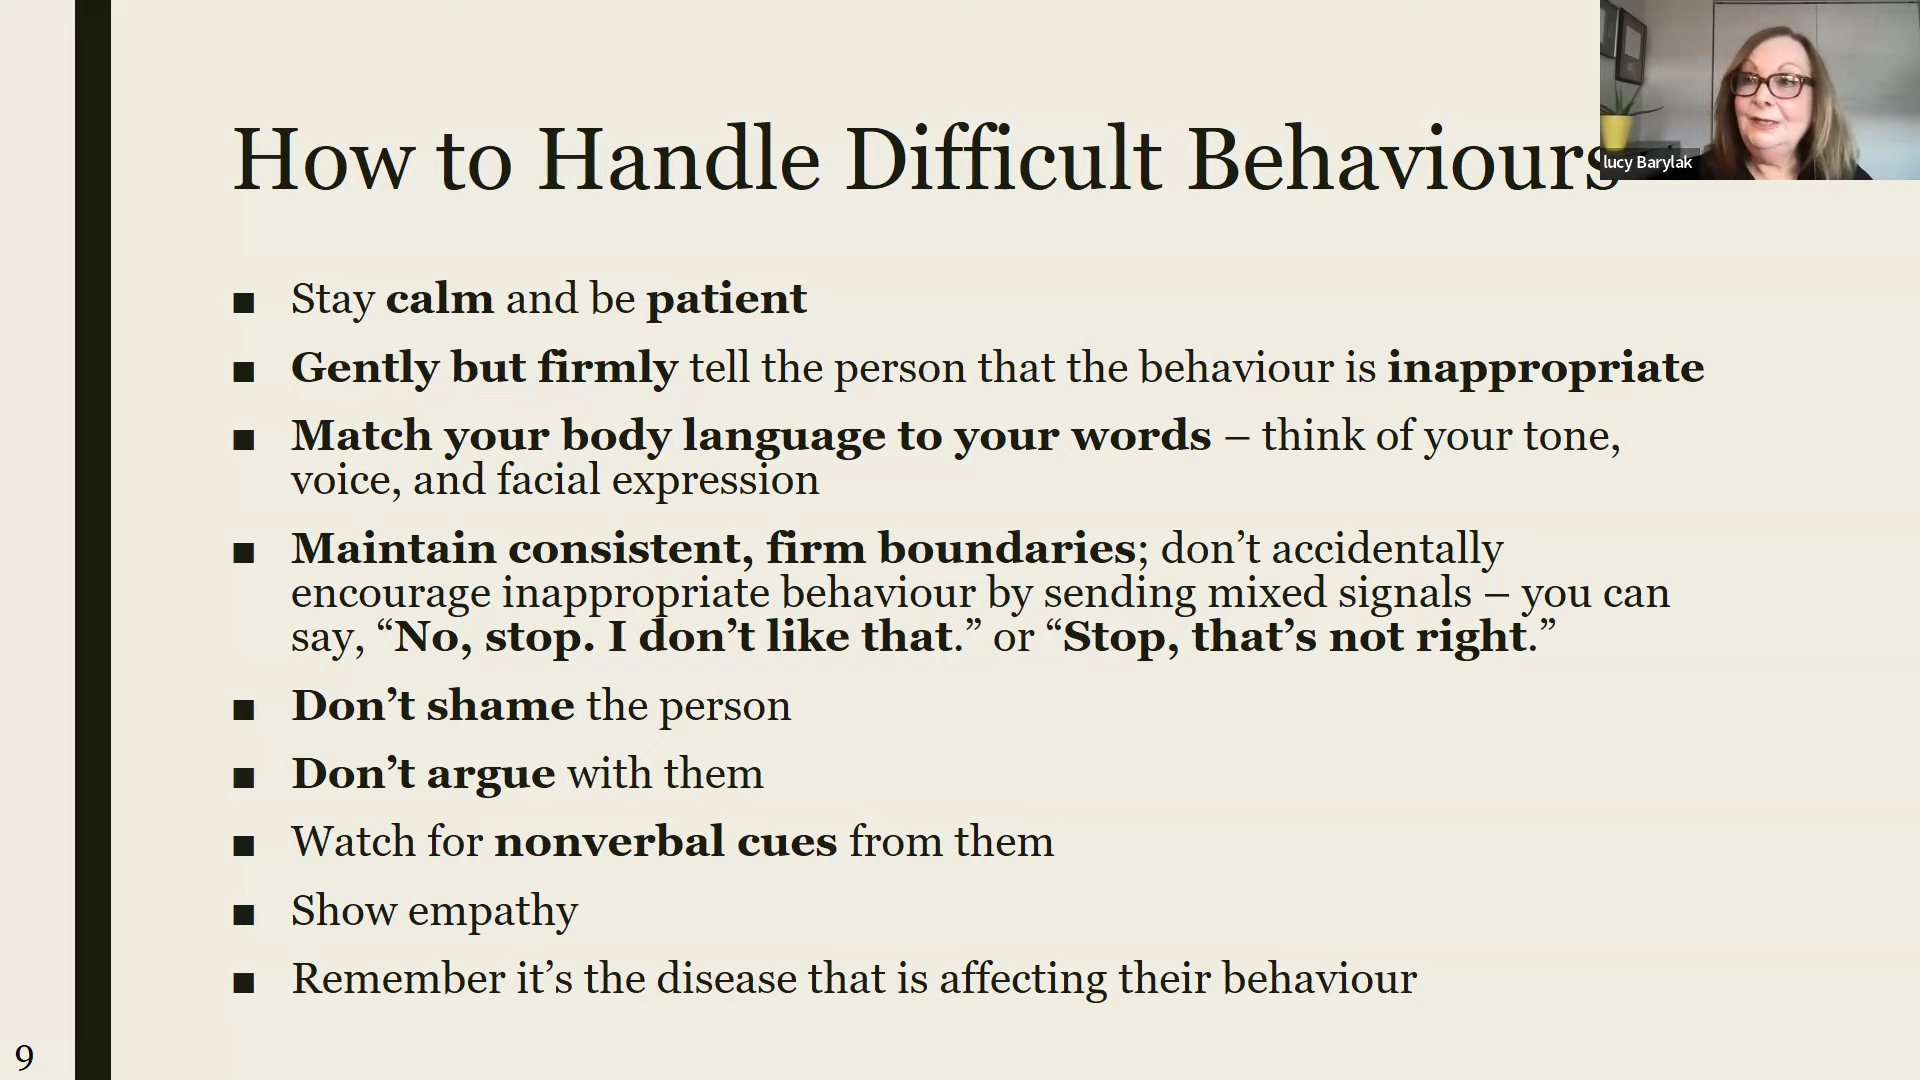 How to Handle Difficult Behaviours
lucy Barylak
■ Stay calm and be patient
■ Gently but firmly tell the person that the behaviour is inappropriate
■ Match your body language to your words – think of your tone,
voice, and facial expression
■ Maintain consistent, firm boundaries; don’t accidentally
encourage inappropriate behaviour by sending mixed signals – you can
say, “No, stop. I don’t like that.” or “Stop, that’s not right.”
■ Don’t shame the person
■ Don’t argue with them
■ Watch for nonverbal cues from them
■ Show empathy
■ Remember it’s the disease that is affecting their behaviour
9